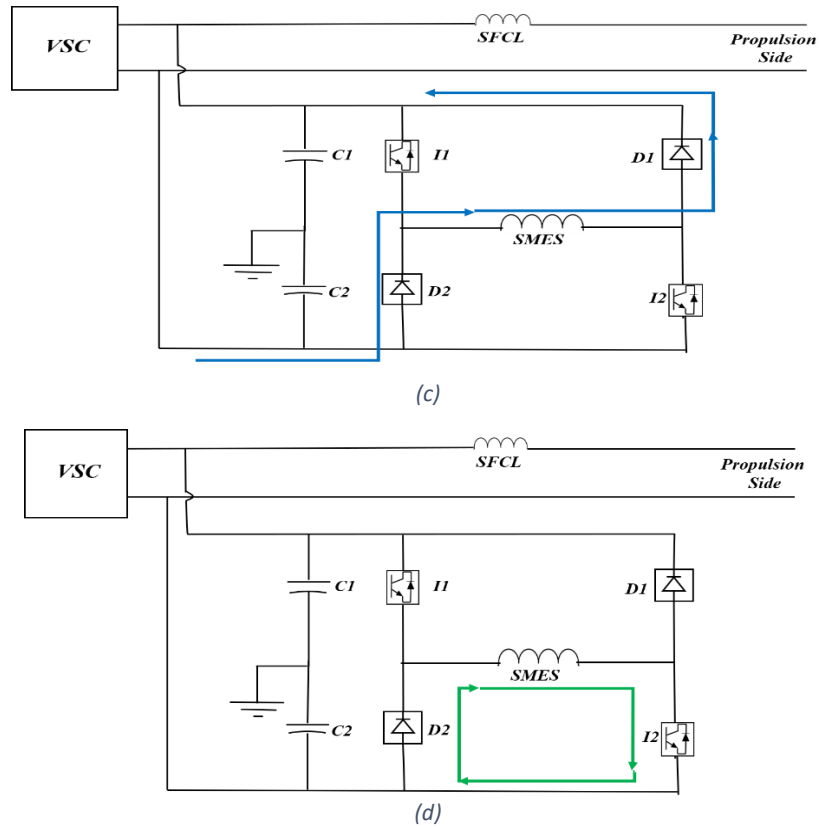 VSC
SFCL
Propulsion
Side
C1
I1
D1
SMES
C2
D2
I2
(c)
VSC
SFCL
Propulsion
Side
C1
I1
D1
SMES
C2
D2
I2
(d)